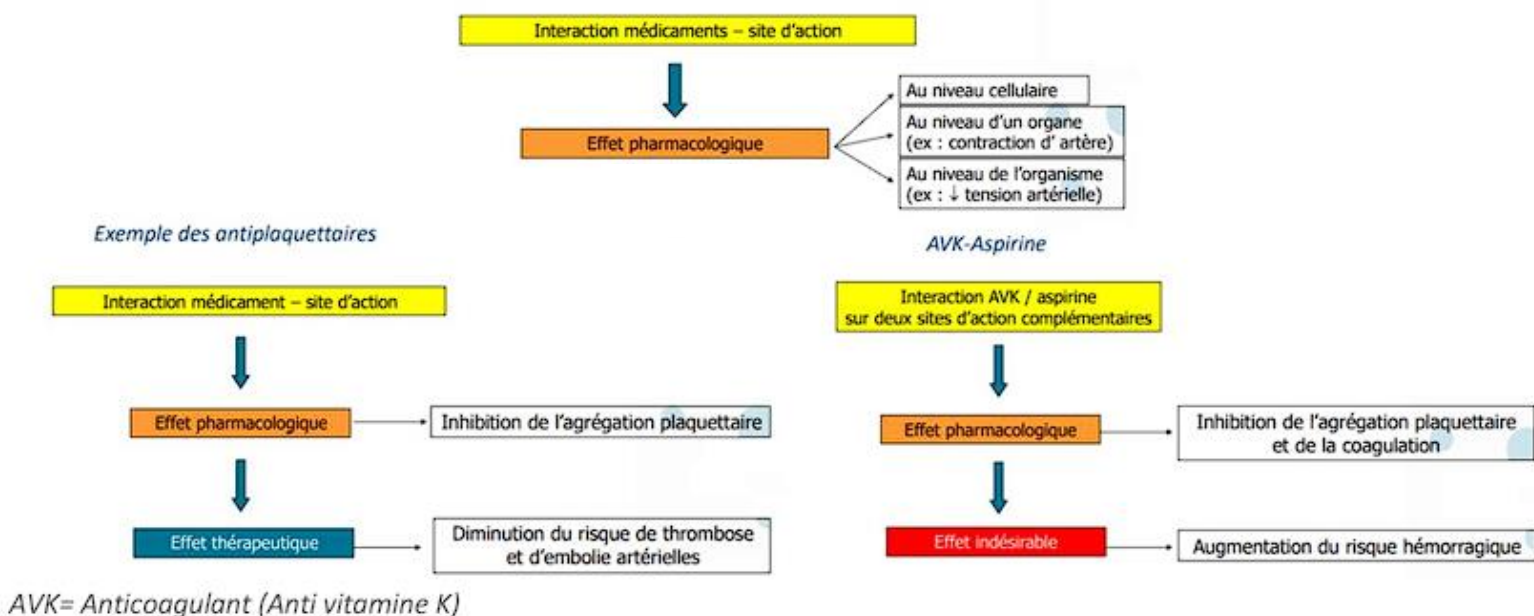 Interaction médicaments – site d'action
Effet pharmacologique
Au niveau cellulaire
Au niveau d'un organe
(ex : contraction d' artère)
Au niveau de l'organisme
(ex : ↓ tension artérielle)
Exemple des antiplaquettaires
Interaction médicament – site d'action
Effet pharmacologique
Inhibition de l'agrégation plaquettaire
Effet thérapeutique
Diminution du risque de thrombose
et d'embolie artérielles
AVK-Aspirine
Interaction AVK / aspirine
sur deux sites d'action complémentaires
Effet pharmacologique
Inhibition de l'agrégation plaquettaire
et de la coagulation
Effet indésirable
Augmentation du risque hémorragique
AVK= Anticoagulant (Anti vitamine K)